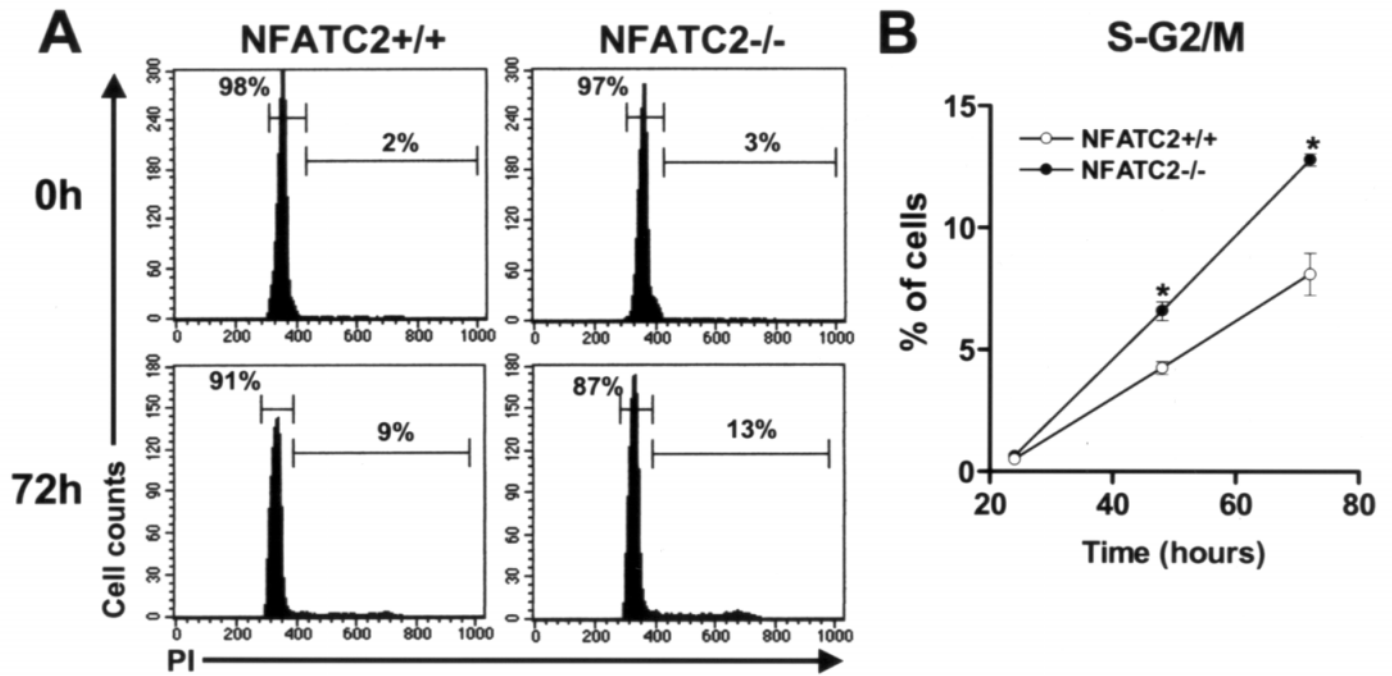 A
NFATC2+/+
NFATC2-/-
0h
72h
Cell counts
98%
2%
300
240
180
120
60
0
0 200 400 600 800 1000
97%
3%
300
240
180
120
60
0
0 200 400 600 800 1000
91%
9%
180
150
120
90
60
30
0
0 200 400 600 800 1000
87%
13%
180
150
120
90
60
30
0
0 200 400 600 800 1000
PI
B
S-G2/M
NFATC2+/+
NFATC2-/-
% of cells
15
10
5
0
*
*
20 40 60 80
Time (hours)